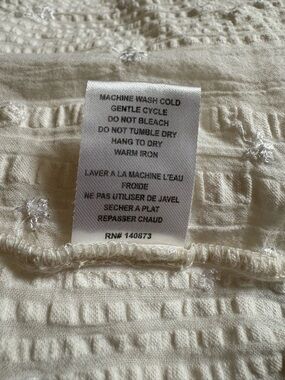 MACHINE WASH COLD
GENTLE CYCLE
DO NOT BLEACH
DO NOT TUMBLE DRY
HANG TO DRY
WARM IRON
LAVER A LA MACHINE L'EAU
FROIDE
NE PAS UTILISER DE JAVEL
SECHER A PLAT
REPASSER CHAUD
RN# 140873